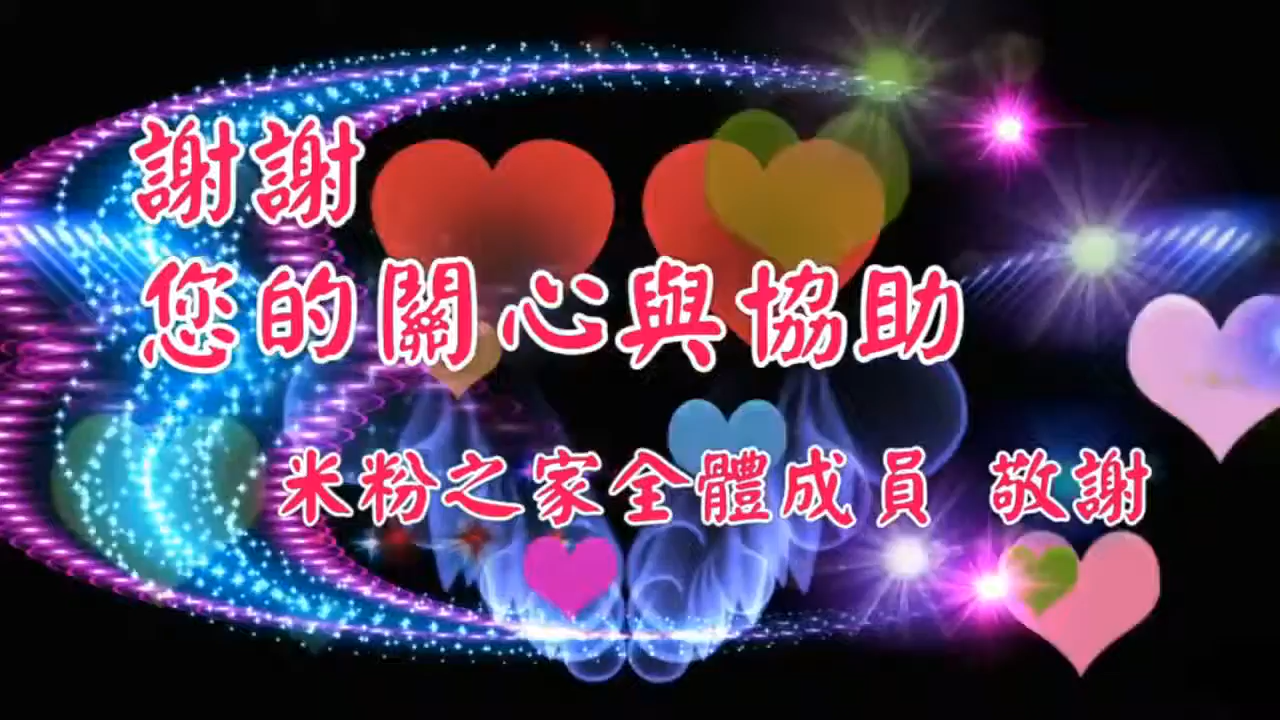 謝謝
您的關心與協助
米粉之家全體成員 敬謝